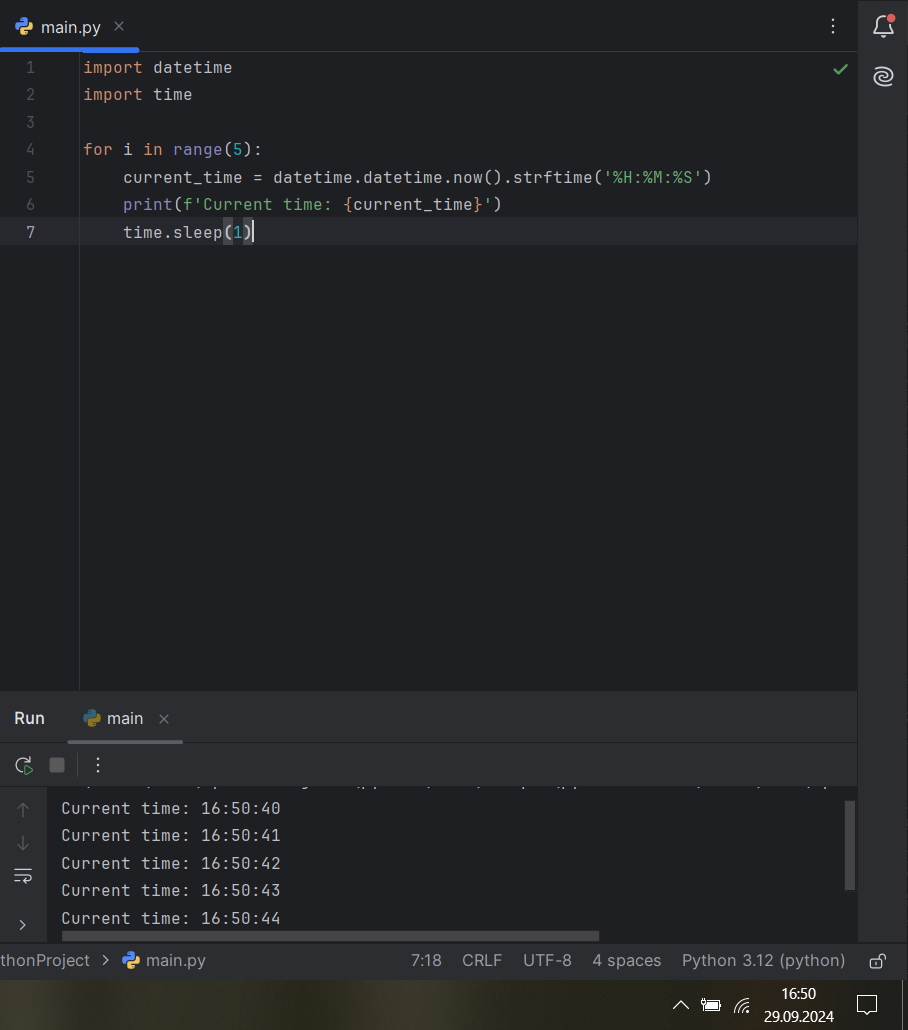 main.py
1 import datetime
2 import time
3
4 for i in range(5):
5     current_time = datetime.datetime.now().strftime('%H:%M:%S')
6     print(f'Current time: {current_time}')
7     time.sleep(1)
Run main
Current time: 16:50:40
Current time: 16:50:41
Current time: 16:50:42
Current time: 16:50:43
Current time: 16:50:44
thonProject > main.py 7:18 CRLF UTF-8 4 spaces Python 3.12 (python)
16:50
29.09.2024